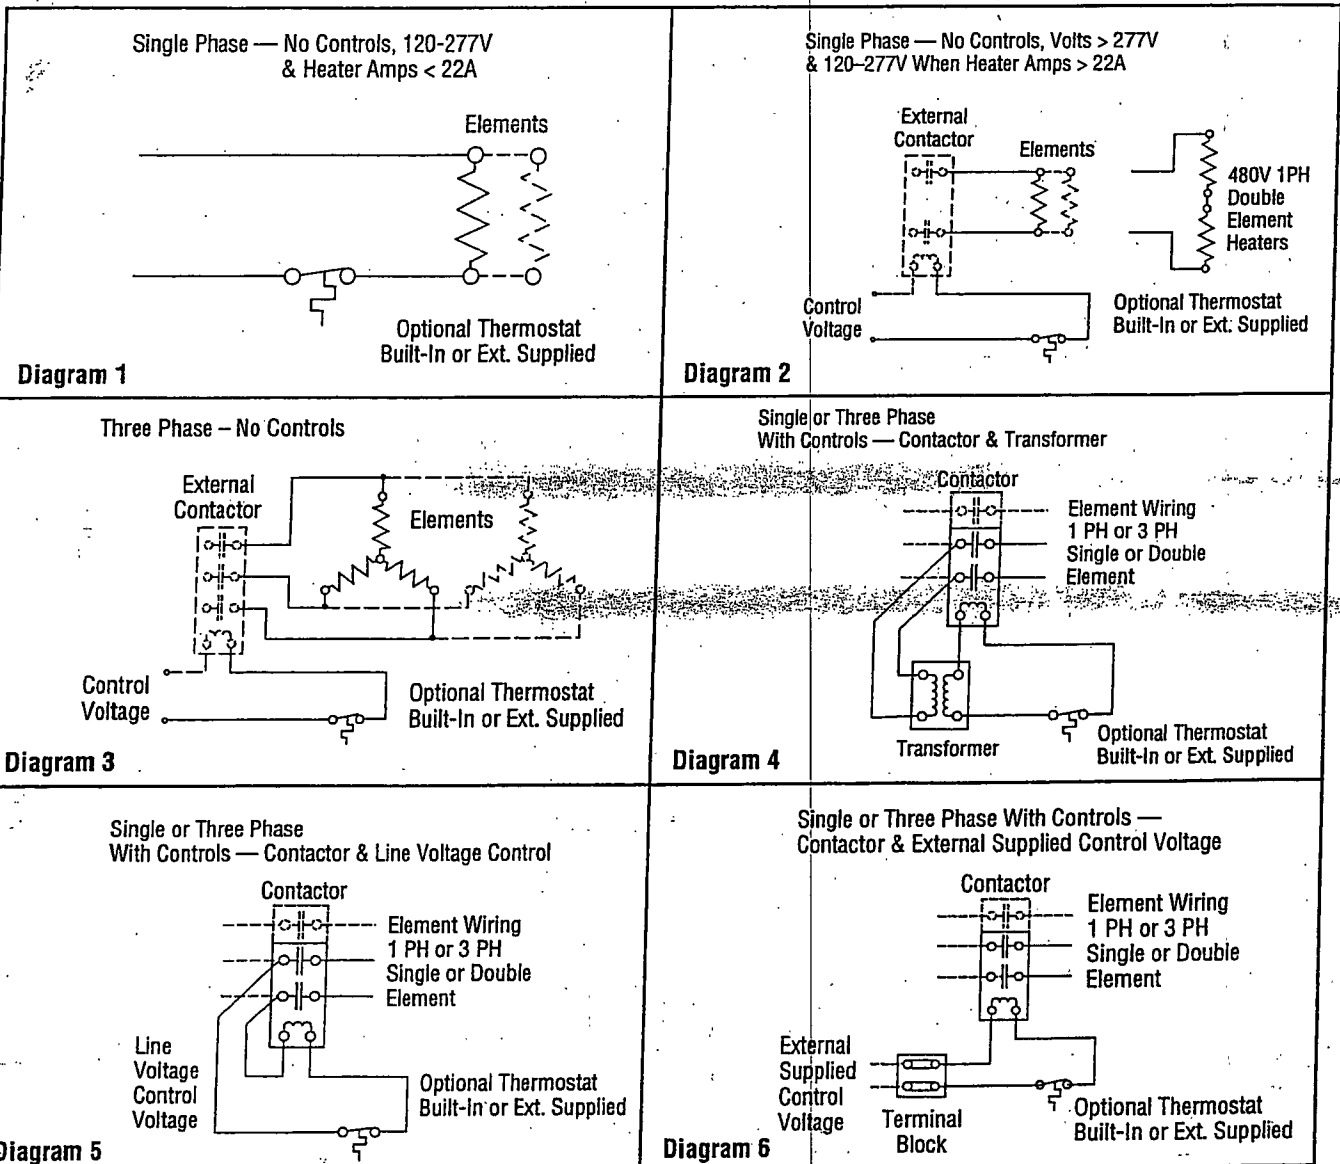 Single Phase — No Controls, 120-277V
& Heater Amps < 22A
Elements
Optional Thermostat
Built-In or Ext. Supplied
Diagram 1
Single Phase — No Controls, Volts > 277V
& 120–277V When Heater Amps > 22A
External
Contactor
Elements
480V 1PH
Double
Element
Heaters
Control
Voltage
Optional Thermostat
Built-In or Ext. Supplied
Diagram 2
Three Phase – No Controls
External
Contactor
Elements
Control
Voltage
Optional Thermostat
Built-In or Ext. Supplied
Diagram 3
Single or Three Phase
With Controls — Contactor & Transformer
Contactor
Element Wiring
1 PH or 3 PH
Single or Double
Element
Transformer
Optional Thermostat
Built-In or Ext. Supplied
Diagram 4
Single or Three Phase
With Controls — Contactor & Line Voltage Control
Contactor
Element Wiring
1 PH or 3 PH
Single or Double
Element
Line
Voltage
Control
Voltage
Optional Thermostat
Built-In or Ext. Supplied
Diagram 5
Single or Three Phase With Controls —
Contactor & External Supplied Control Voltage
Contactor
Element Wiring
1 PH or 3 PH
Single or Double
Element
External
Supplied
Control
Voltage
Terminal
Block
Optional Thermostat
Built-In or Ext. Supplied
Diagram 6